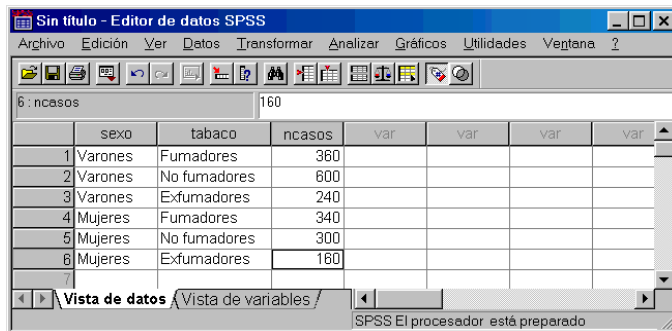 Sin título - Editor de datos SPSS
Archivo Edición Ver Datos Transformar Analizar Gráficos Utilidades Ventana ?
6 : ncasos 160
sexo tabaco ncasos var var var var
1 Varones Fumadores 360
2 Varones No fumadores 600
3 Varones Exfumadores 240
4 Mujeres Fumadores 340
5 Mujeres No fumadores 300
6 Mujeres Exfumadores 160
7
Vista de datos Vista de variables
SPSS El procesador está preparado